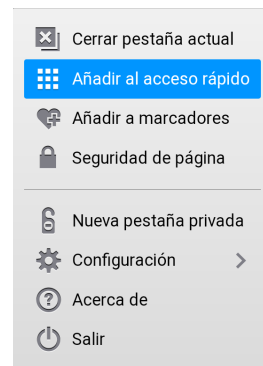 Cerrar pestaña actual
Añadir al acceso rápido
Añadir a marcadores
Seguridad de página
Nueva pestaña privada
Configuración
Acerca de
Salir